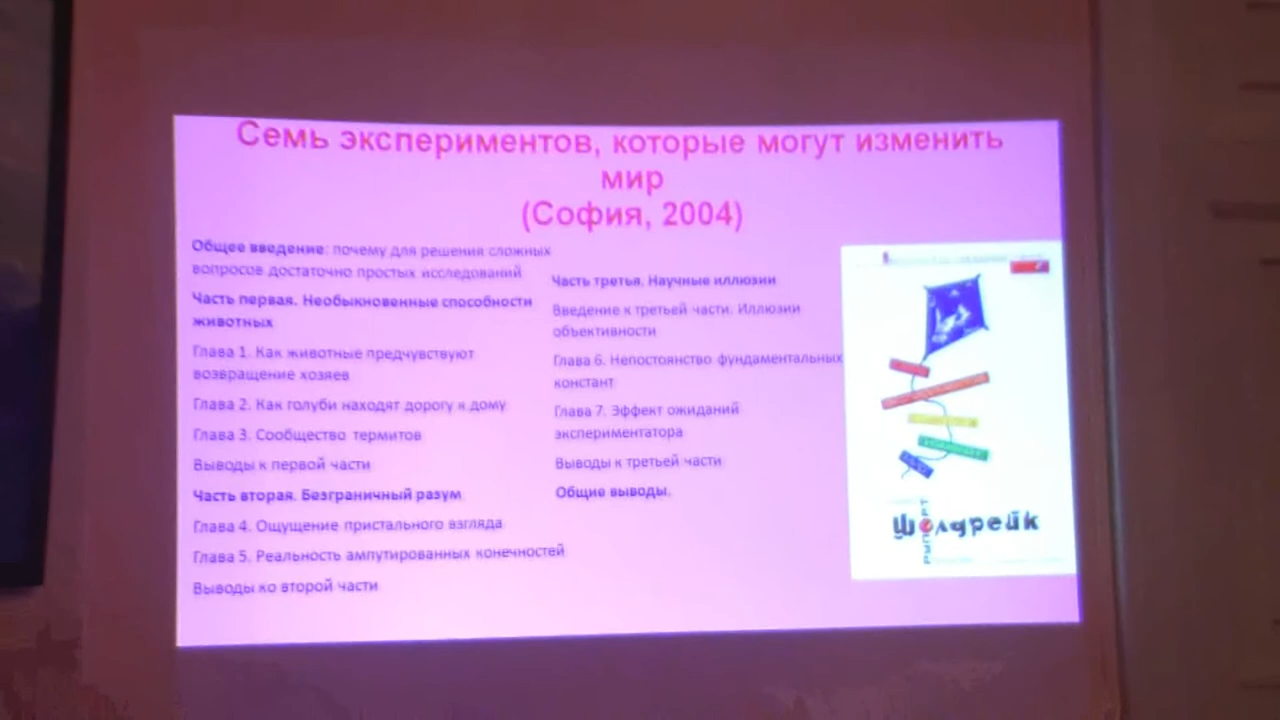 Семь экспериментов, которые могут изменить
мир
(София, 2004)
Общее введение: почему для решения сложных
вопросов достаточно простых исследований
Часть первая. Необыкновенные способности
животных
Глава 1. Как животные предчувствуют
возвращение хозяев
Глава 2. Как голуби находят дорогу к дому
Глава 3. Сообщество термитов
Выводы к первой части
Часть вторая. Безграничный разум
Глава 4. Ощущение пристального взгляда
Глава 5. Реальность ампутированных конечностей
Выводы ко второй части
Часть третья. Научные иллюзии
Введение к третьей части. Иллюзии
объективности
Глава 6. Непостоянство фундаментальных
констант
Глава 7. Эффект ожиданий
экспериментатора
Выводы к третьей части
Общие выводы.
РУПЕРТ
Шелдрейк